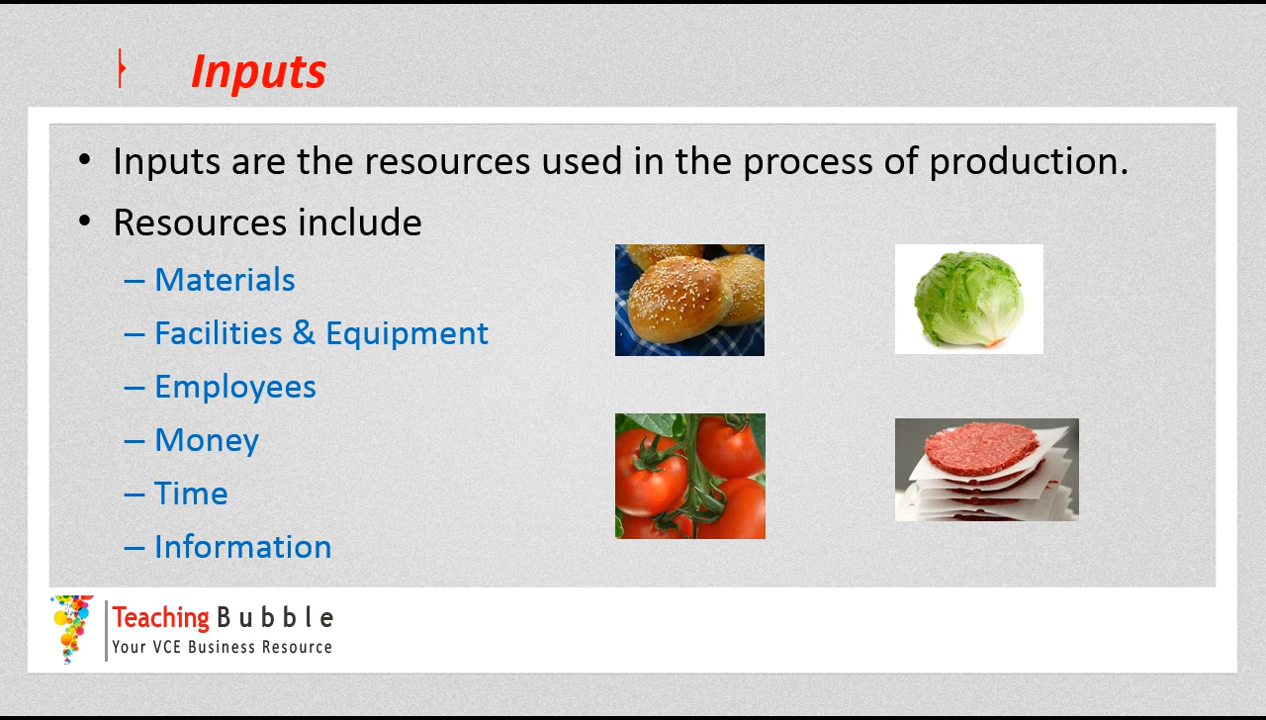 Inputs
• Inputs are the resources used in the process of production.
• Resources include
– Materials
– Facilities & Equipment
– Employees
– Money
– Time
– Information
Teaching Bubble
Your VCE Business Resource